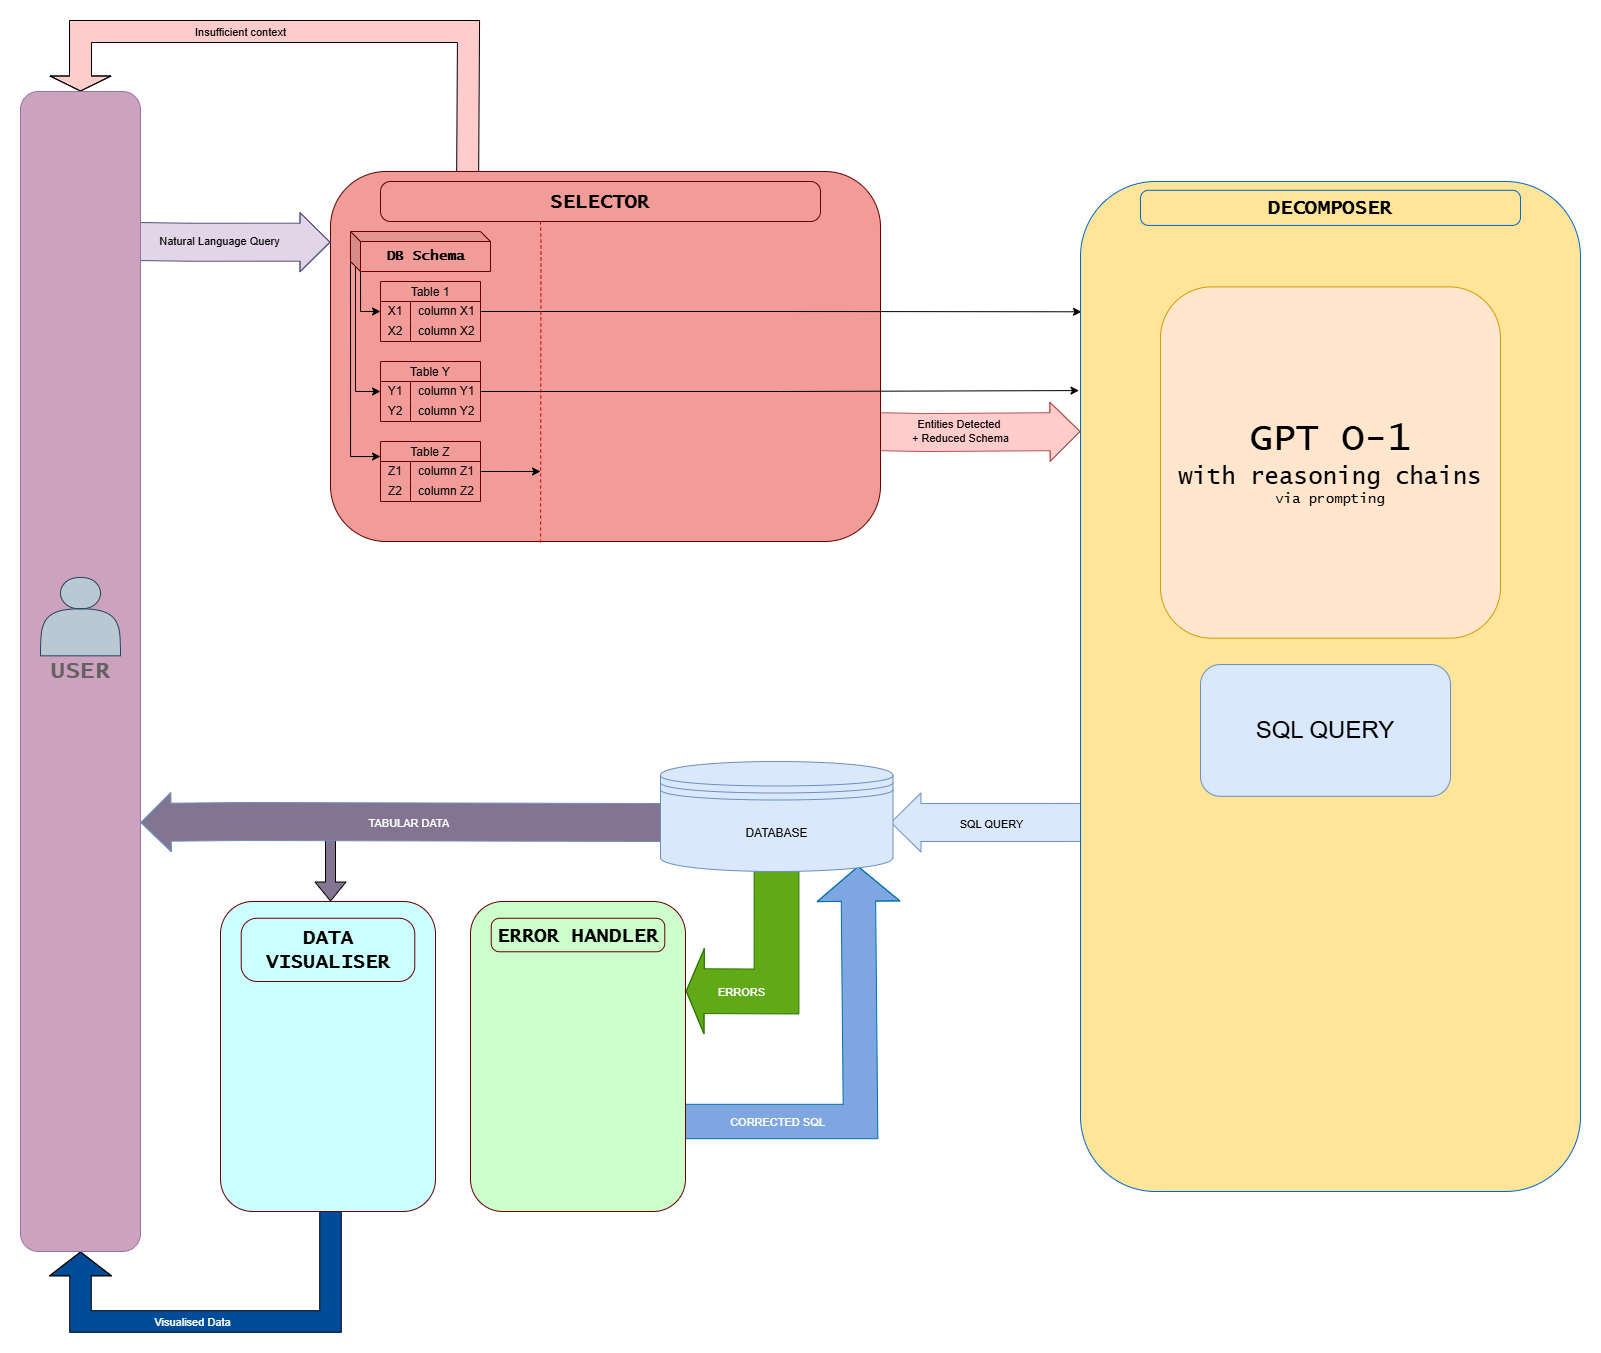 Insufficient context
SELECTOR
DECOMPOSER
Natural Language Query
DB Schema
Table 1
X1 column X1
X2 column X2
Table Y
Y1 column Y1
Y2 column Y2
Entities Detected
+ Reduced Schema
Table Z
Z1 column Z1
Z2 column Z2
GPT O-1
with reasoning chains
via prompting
USER
SQL QUERY
TABULAR DATA
DATABASE
SQL QUERY
DATA
VISUALISER
ERROR HANDLER
ERRORS
CORRECTED SQL
Visualised Data